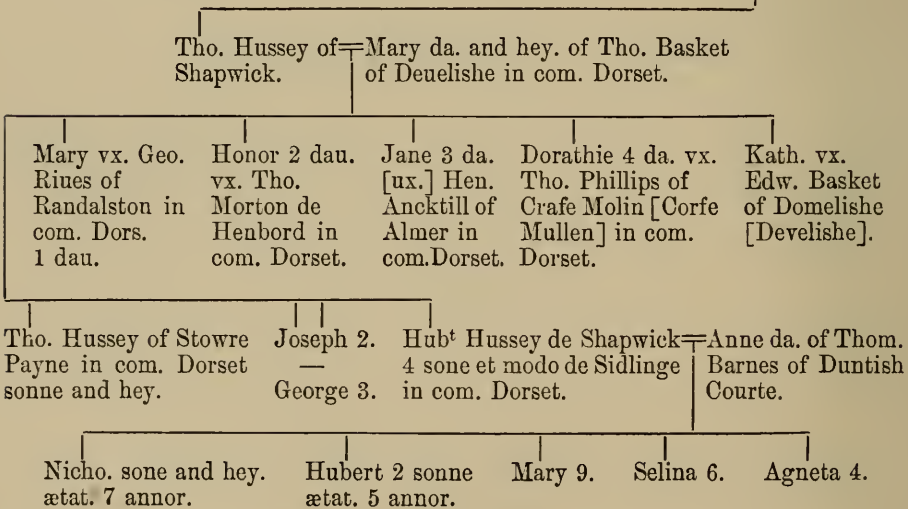 Tho. Hussey of Shapwick.
Mary da. and hey. of Tho. Basket
of Deuelishe in com. Dorset.
Mary vx. Geo.
Riues of
Randalston in
com. Dors.
1 dau.
Honor 2 dau.
vx. Tho.
Morton de
Henbord in
com. Dorset.
Jane 3 da.
[ux.] Hen.
Ancktill of
Almer in
com.Dorset.
Dorathie 4 da. vx.
Tho. Phillips of
Crafe Molin [Corfe
Mullen] in com.
Dorset.
Kath. vx.
Edw. Basket
of Domelishe
[Develishe].
Tho. Hussey of Stowre
Payne in com. Dorset
sonne and hey.
Joseph 2.
—
George 3.
Hubᵗ Hussey de Shapwick
4 sone et modo de Sidlinge
in com. Dorset.
Anne da. of Thom.
Barnes of Duntish
Courte.
Nicho. sone and hey.
ætat. 7 annor.
Hubert 2 sonne
ætat. 5 annor.
Mary 9.
Selina 6.
Agneta 4.